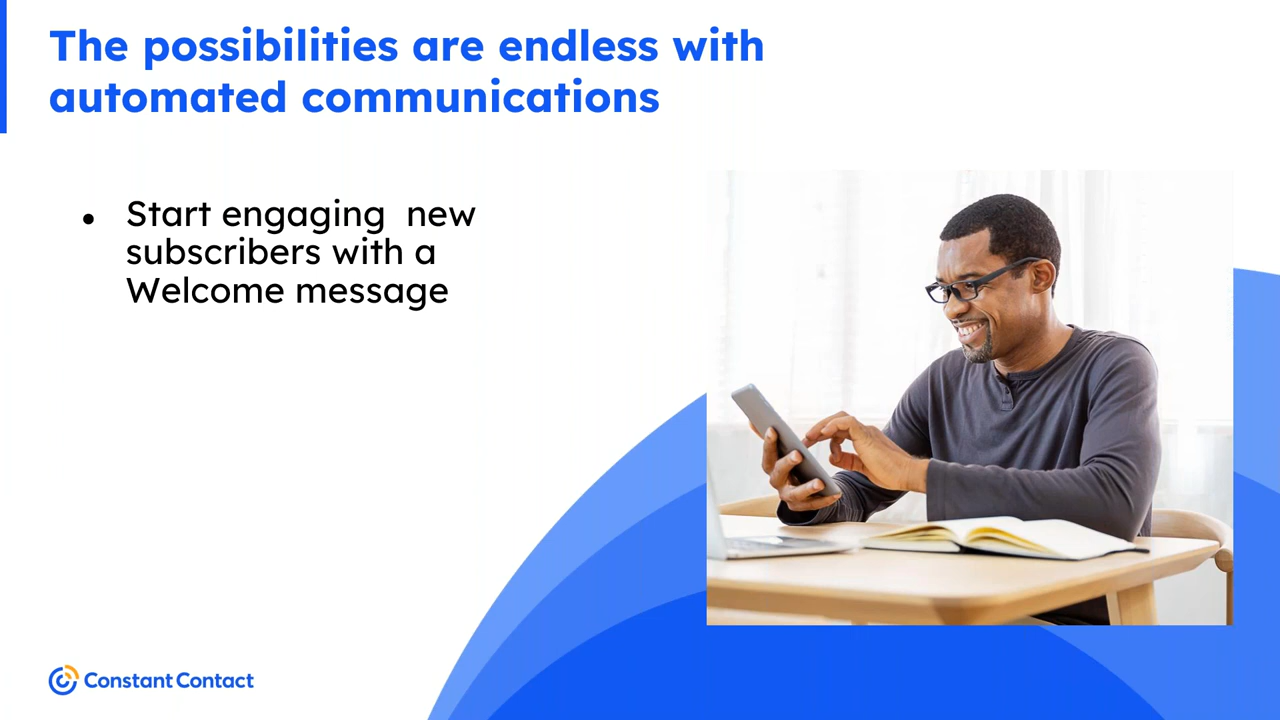 The possibilities are endless with
automated communications
• Start engaging  new
subscribers with a
Welcome message
Constant Contact